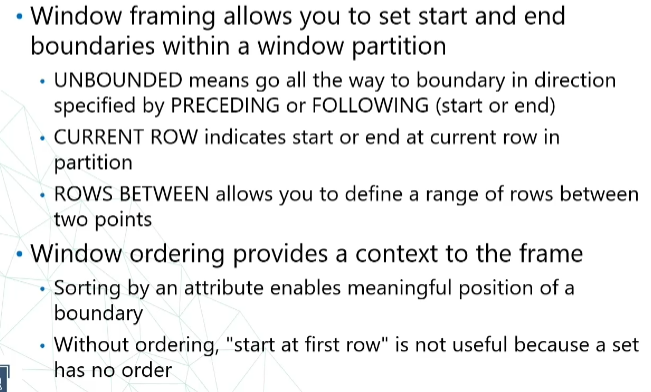 • Window framing allows you to set start and end
boundaries within a window partition
• UNBOUNDED means go all the way to boundary in direction
specified by PRECEDING or FOLLOWING (start or end)
• CURRENT ROW indicates start or end at current row in
partition
• ROWS BETWEEN allows you to define a range of rows between
two points
• Window ordering provides a context to the frame
• Sorting by an attribute enables meaningful position of a
boundary
• Without ordering, "start at first row" is not useful because a set
has no order